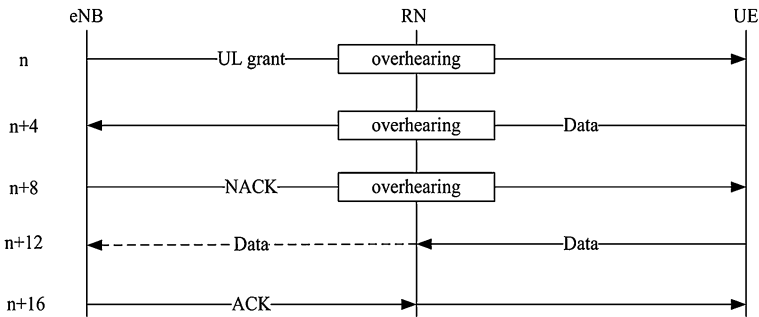 eNB RN UE
n UL grant overhearing
n+4 overhearing Data
n+8 NACK overhearing
n+12 Data Data
n+16 ACK